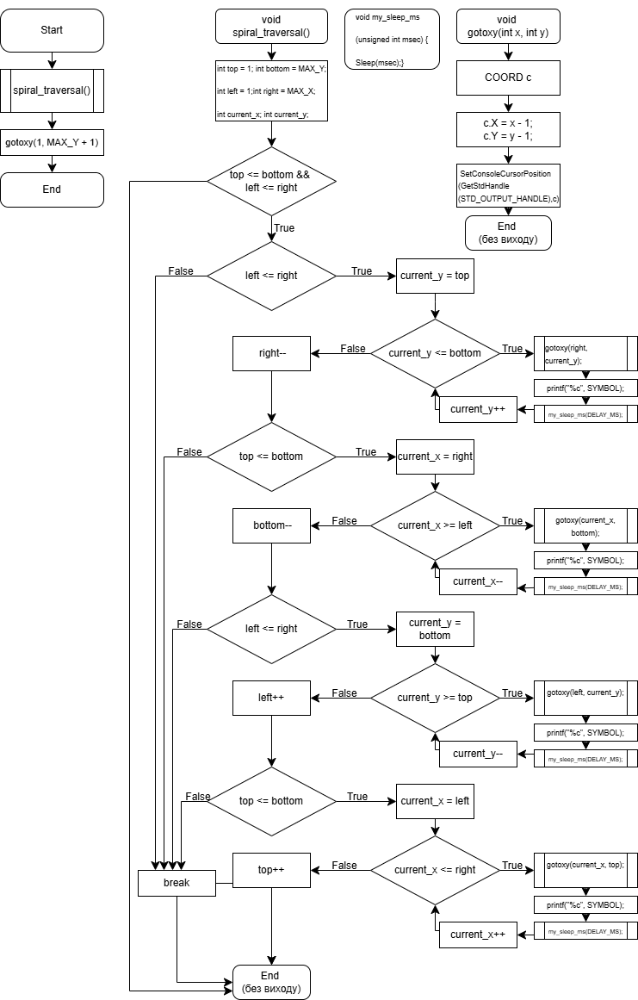 Start
spiral_traversal()
gotoxy(1, MAX_Y + 1)
End
void
spiral_traversal()
int top = 1; int bottom = MAX_Y;
int left = 1;int right = MAX_X;
int current_x; int current_y;
void my_sleep_ms
(unsigned int msec) {
Sleep(msec);}
void
gotoxy(int x, int y)
COORD c
c.X = x - 1;
c.Y = y - 1;
SetConsoleCursorPosition
(GetStdHandle
(STD_OUTPUT_HANDLE),c)
End
(без виходу)
top <= bottom &&
left <= right
True
False
left <= right
True
current_y = top
right--
False
current_y <= bottom
True
gotoxy(right,
current_y);
printf("%c", SYMBOL);
current_y++
my_sleep_ms(DELAY_MS);
False
top <= bottom
True
current_x = right
bottom--
False
current_x >= left
True
gotoxy(current_x,
bottom);
printf("%c", SYMBOL);
current_x--
my_sleep_ms(DELAY_MS);
False
left <= right
True
current_y =
bottom
left++
False
current_y >= top
True
gotoxy(left, current_y);
printf("%c", SYMBOL);
current_y--
my_sleep_ms(DELAY_MS);
False
top <= bottom
True
current_x = left
break
top++
False
current_x <= right
True
gotoxy(current_x, top);
printf("%c", SYMBOL);
current_x++
my_sleep_ms(DELAY_MS);
End
(без виходу)